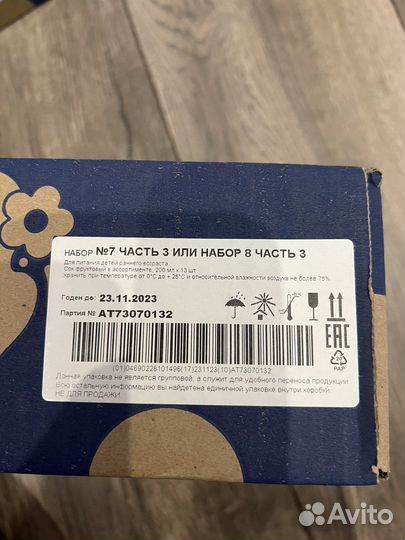 НАБОР №7 ЧАСТЬ 3 ИЛИ НАБОР 8 ЧАСТЬ 3
Для питания детей раннего возраста
Сок фруктовый в ассортименте, 200 мл х 13 шт.
Хранить при температуре от 0°С до + 25°С и относительной влажности воздуха не более 75%
Годен до: 23.11.2023
Партия № АТ73070132
EAC
20
PAP
(01)04690228101496(17)231123(10)AT73070132
Данная упаковка не является групповой, а служит для удобного переноса продукции.
Всю остальную информацию вы найдете на единичной упаковке внутри коробки.
НЕ ДЛЯ ПРОДАЖИ.
Avito